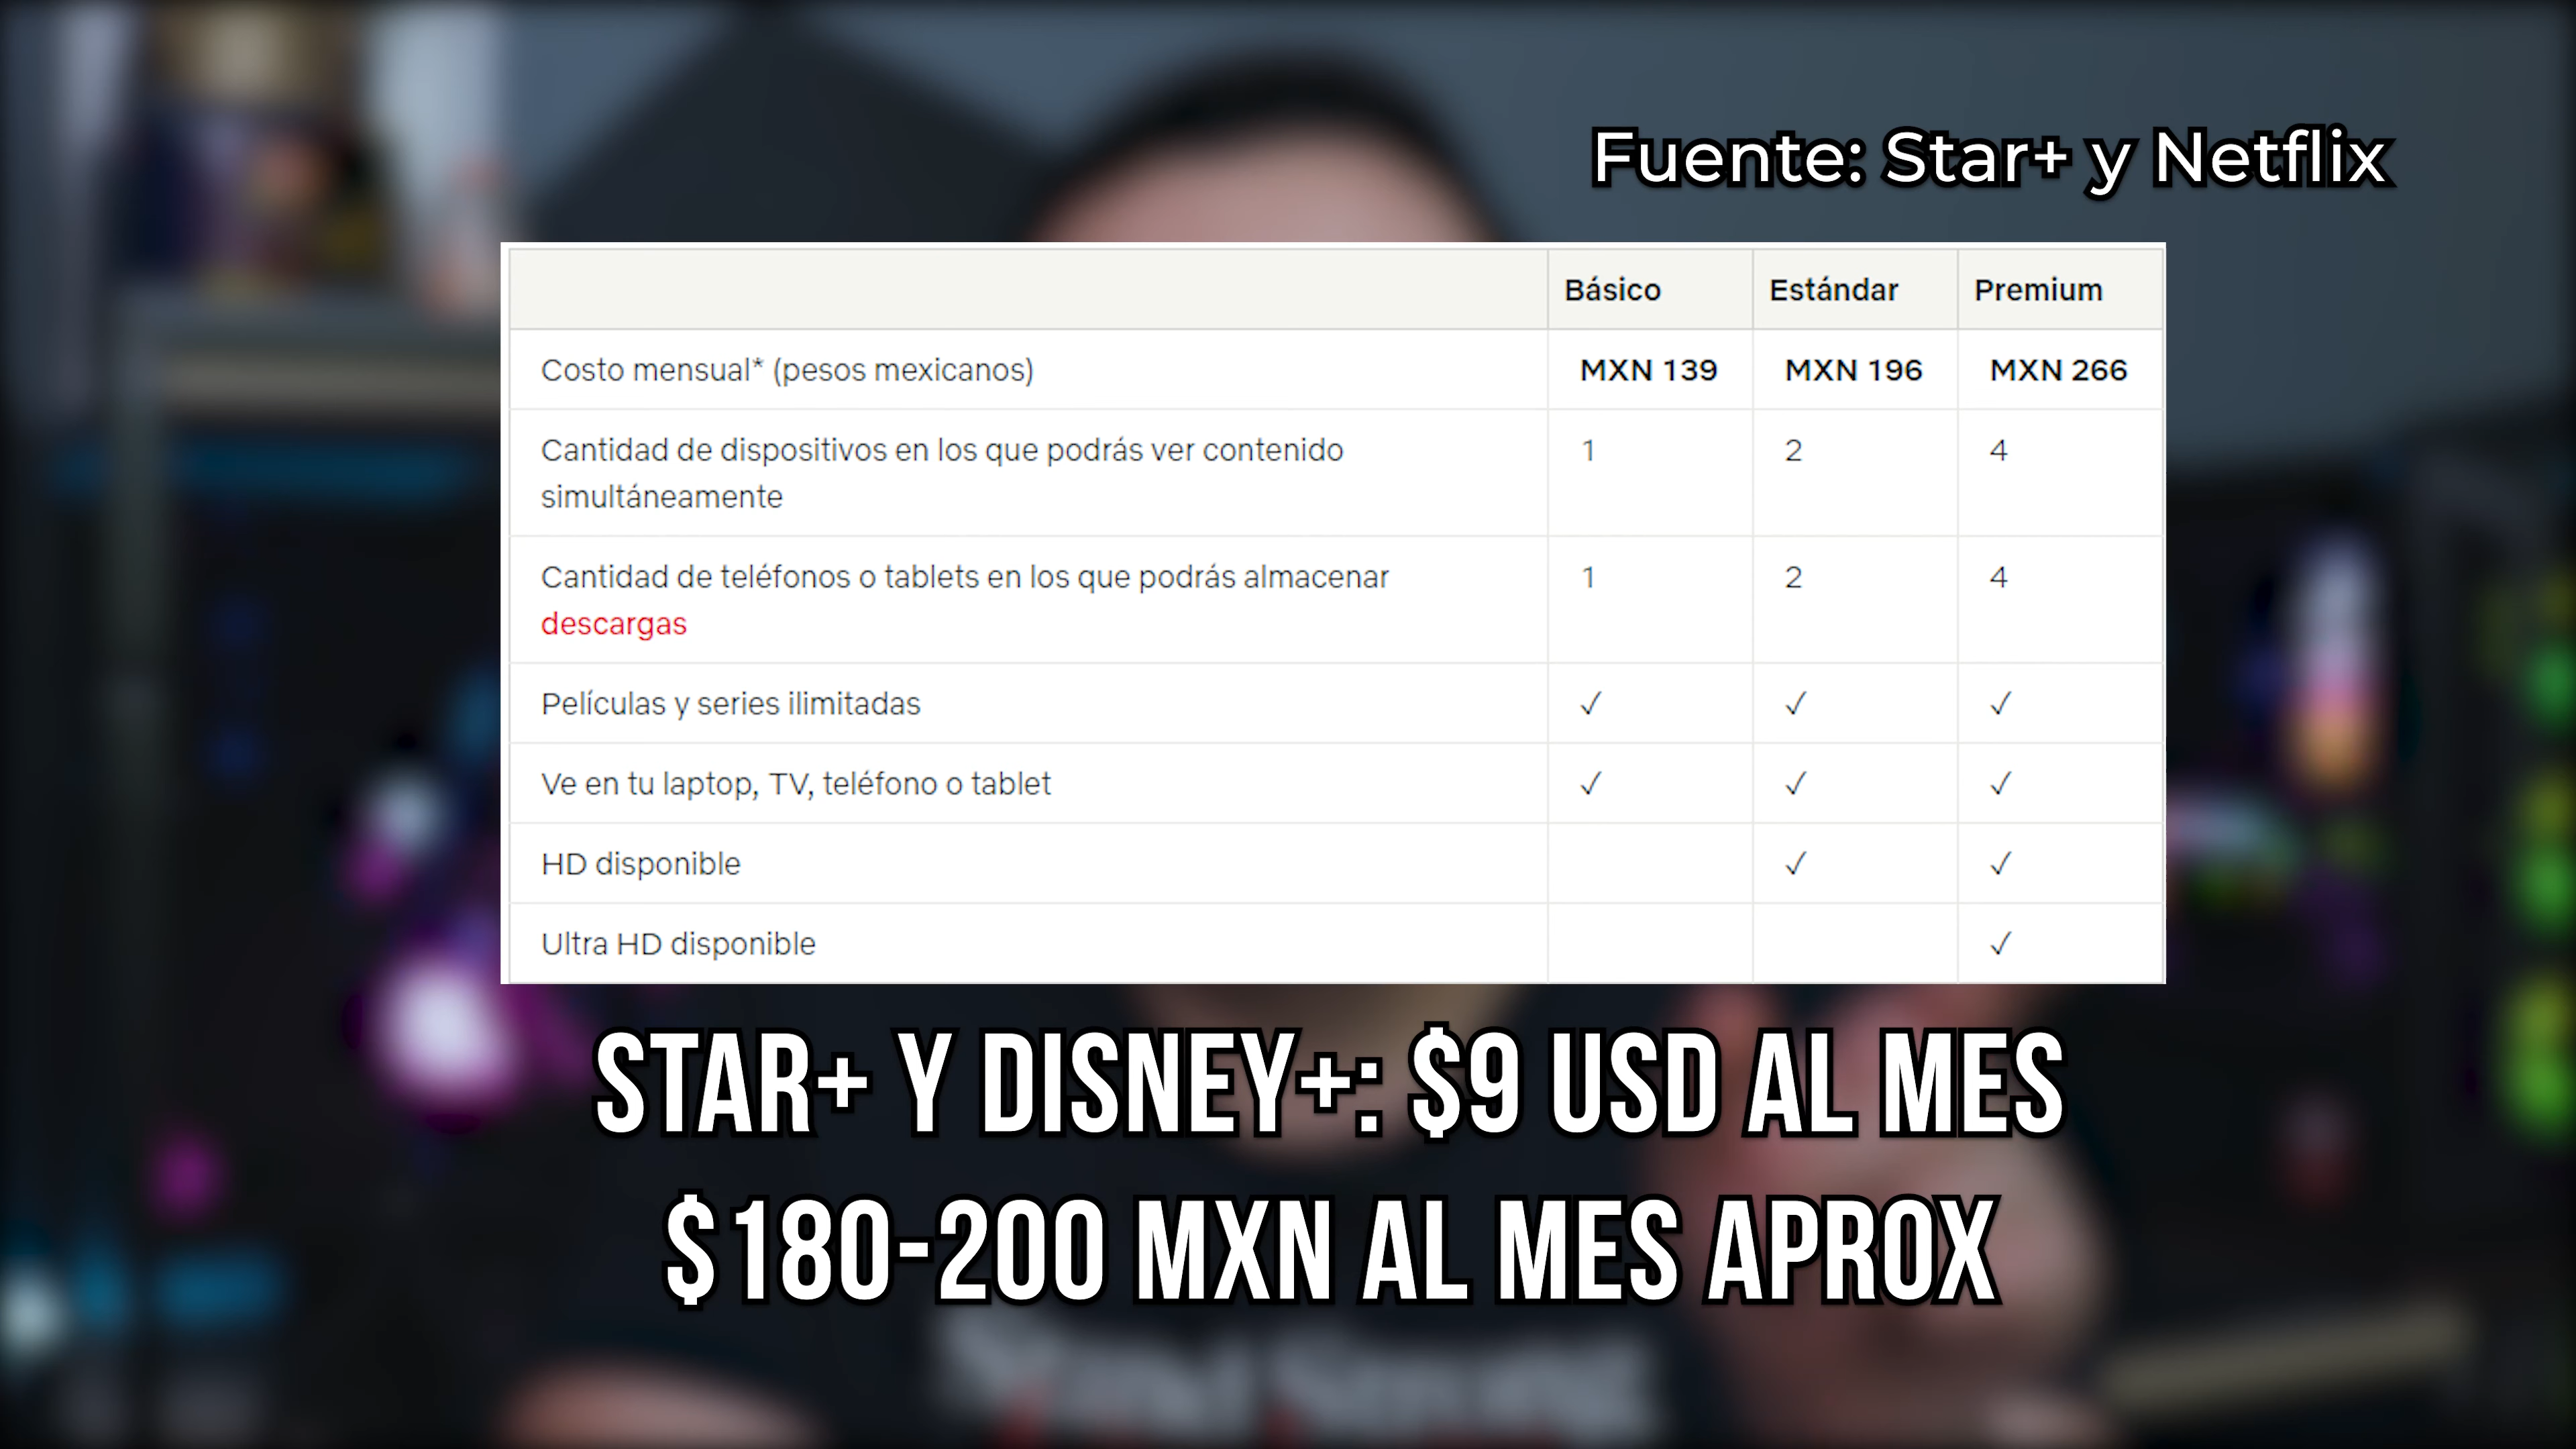 Fuente: Star+ y Netflix
Básico Estándar Premium
Costo mensual* (pesos mexicanos) MXN 139 MXN 196 MXN 266
Cantidad de dispositivos en los que podrás ver contenido
simultáneamente 1 2 4
Cantidad de teléfonos o tablets en los que podrás almacenar
descargas 1 2 4
Películas y series ilimitadas ✓ ✓ ✓
Ve en tu laptop, TV, teléfono o tablet ✓ ✓ ✓
HD disponible ✓ ✓
Ultra HD disponible ✓
STAR+ Y DISNEY+: $9 USD AL MES
$180-200 MXN AL MES APROX